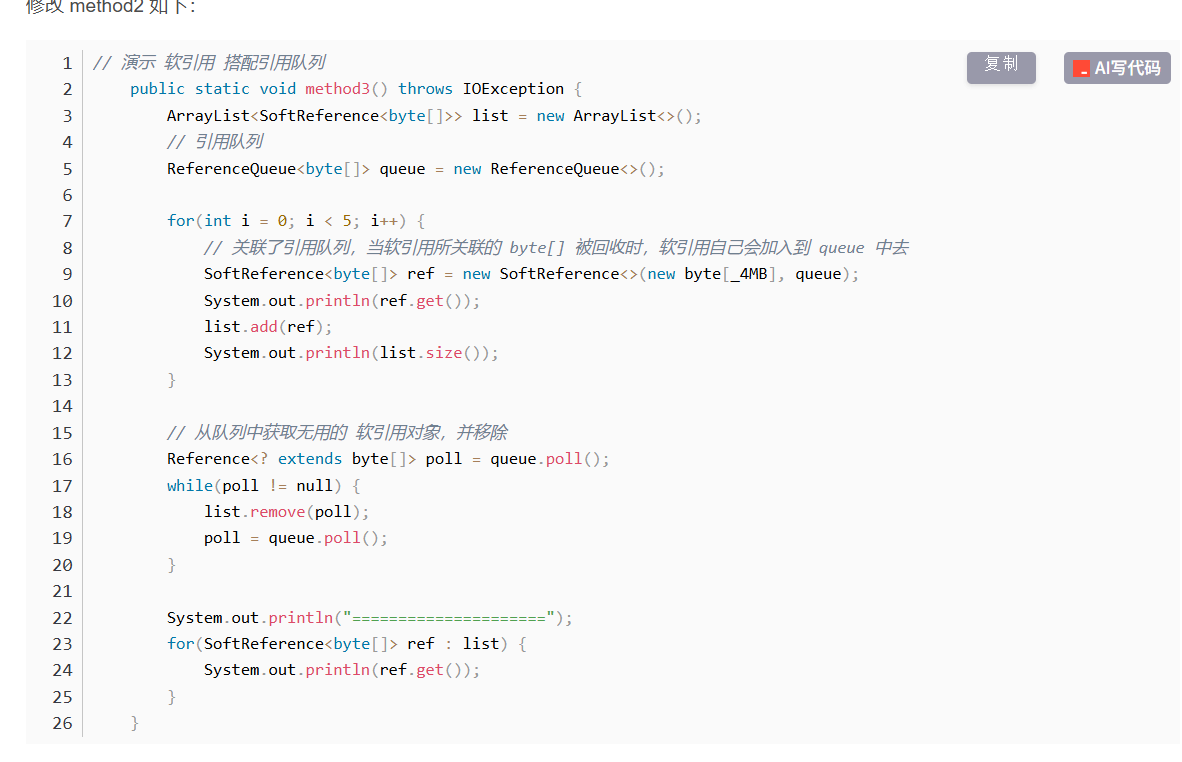 修改 method2 如下:
复制
AI写代码
1 // 演示 软引用 搭配引用队列
2     public static void method3() throws IOException {
3         ArrayList<SoftReference<byte[]>> list = new ArrayList<>();
4         // 引用队列
5         ReferenceQueue<byte[]> queue = new ReferenceQueue<>();
6
7         for(int i = 0; i < 5; i++) {
8             // 关联了引用队列，当软引用所关联的 byte[] 被回收时，软引用自己会加入到 queue 中去
9             SoftReference<byte[]> ref = new SoftReference<>(new byte[_4MB], queue);
10             System.out.println(ref.get());
11             list.add(ref);
12             System.out.println(list.size());
13         }
14
15         // 从队列中获取无用的 软引用对象，并移除
16         Reference<? extends byte[]> poll = queue.poll();
17         while(poll != null) {
18             list.remove(poll);
19             poll = queue.poll();
20         }
21
22         System.out.println("=====================");
23         for(SoftReference<byte[]> ref : list) {
24             System.out.println(ref.get());
25         }
26     }